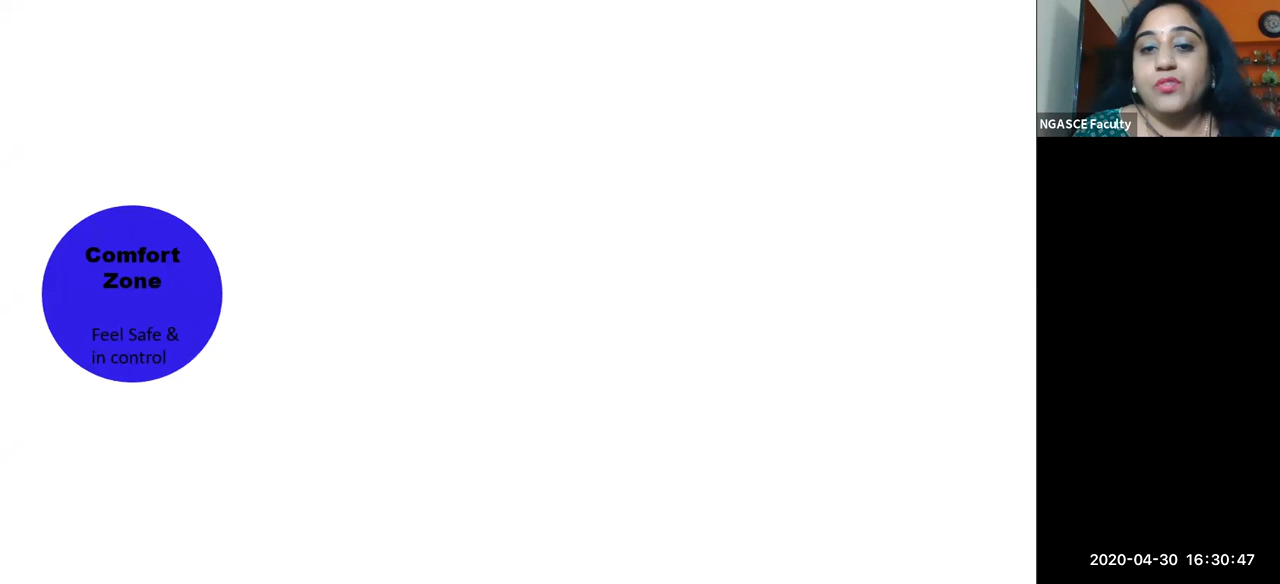 Comfort
Zone
Feel Safe &
in control
NGASCE Faculty
2020-04-30 16:30:47